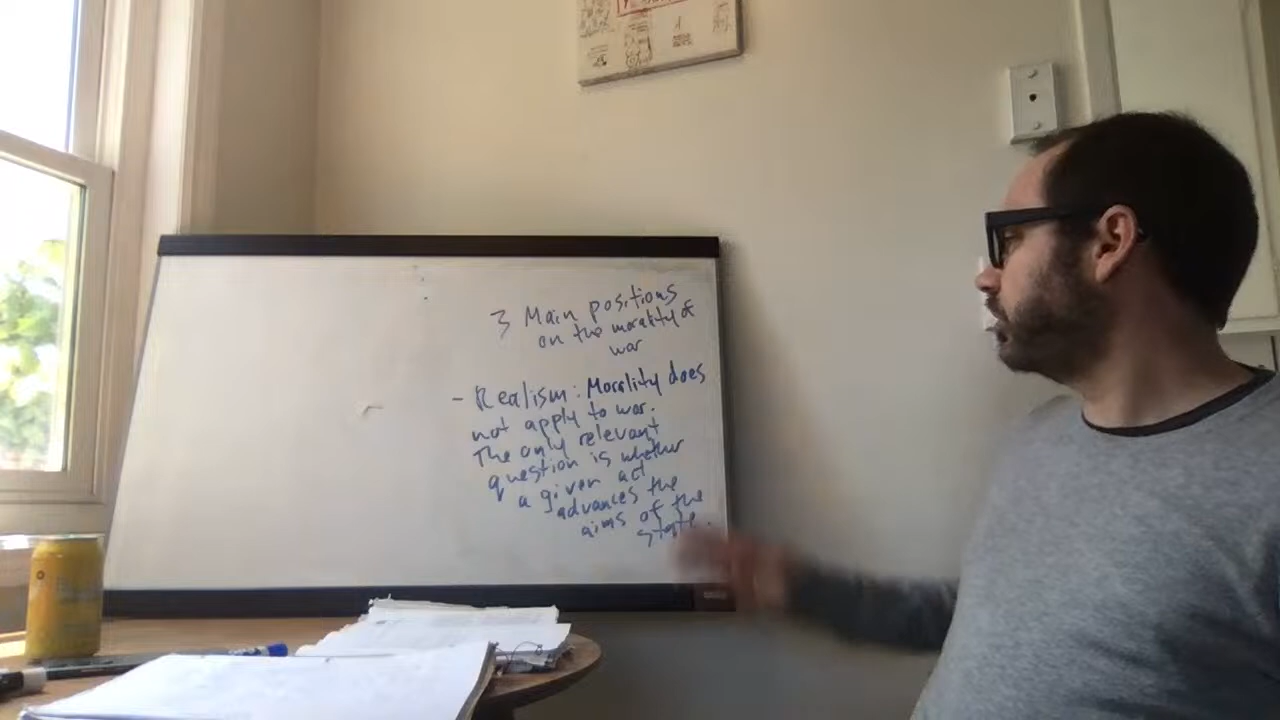 3 Main positions
on the morality of
war
- Realism: Morality does
not apply to war.
The only relevant
question is whether
a given act
advances the
aims of the
state.